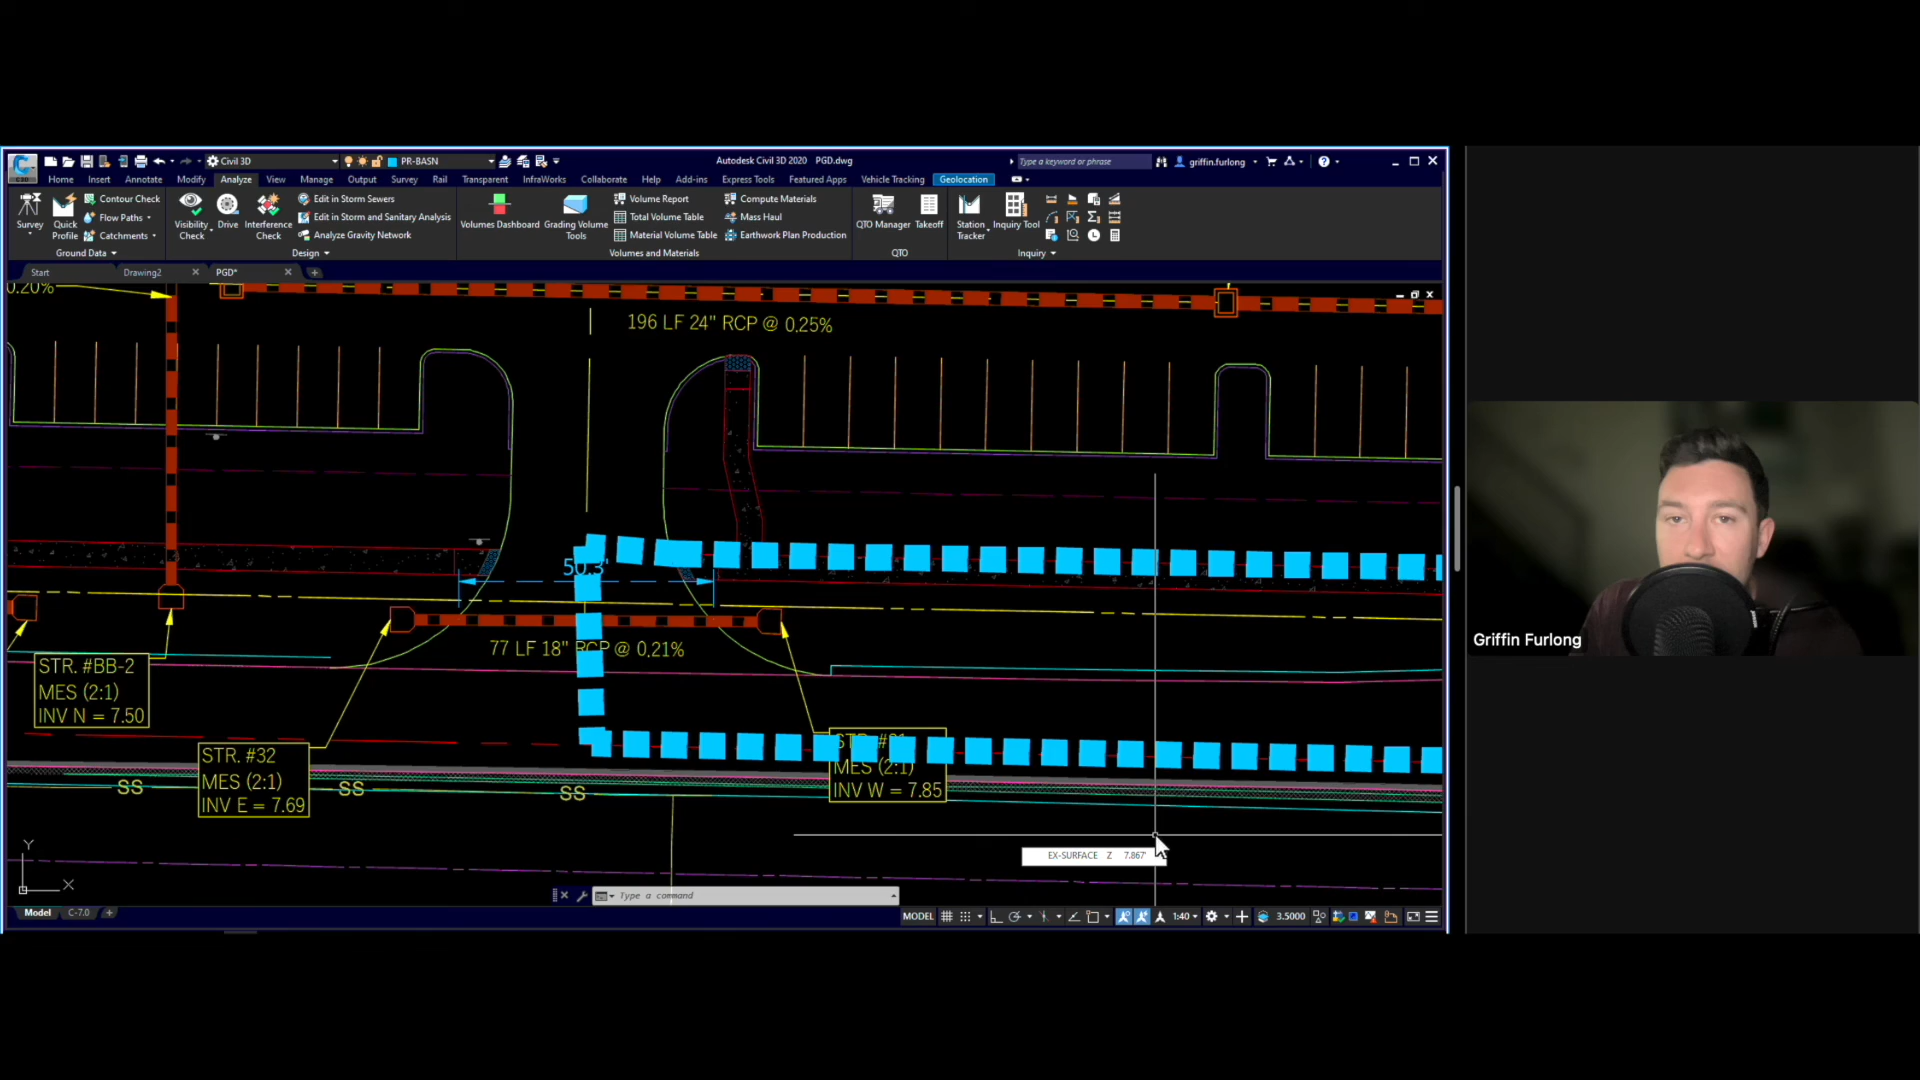 Civil 3D
PR-BASN
Autodesk Civil 3D 2020 PGD.dwg
Type a keyword or phrase
griffin.furlong
Home Insert Annotate Modify Analyze View Manage Output Survey Rail Transparent InfraWorks Collaborate Help Add-ins Express Tools Featured Apps Vehicle Tracking Geolocation
Survey
Quick Profile
Contour Check
Flow Paths
Catchments
Ground Data
Visibility Check
Drive
Interference Check
Edit in Storm Sewers
Edit in Storm and Sanitary Analysis
Analyze Gravity Network
Design
Volumes Dashboard
Grading Volume Tools
Volume Report
Total Volume Table
Material Volume Table
Compute Materials
Mass Haul
Earthwork Plan Production
Volumes and Materials
QTO Manager
Takeoff
QTO
Station Tracker
Inquiry Tool
Inquiry
Start
Drawing2
PGD*
0.20%
196 LF 24" RCP @ 0.25%
50.3'
77 LF 18" RCP @ 0.21%
STR. #BB-2
MES (2:1)
INV N = 7.50
STR. #32
MES (2:1)
INV E = 7.69
MES (2:1)
INV W = 7.85
SS
SS
SS
EX-SURFACE Z 7.867'
Y
X
Type a command
Model
C-7.0
MODEL
1:40
3.5000
Griffin Furlong